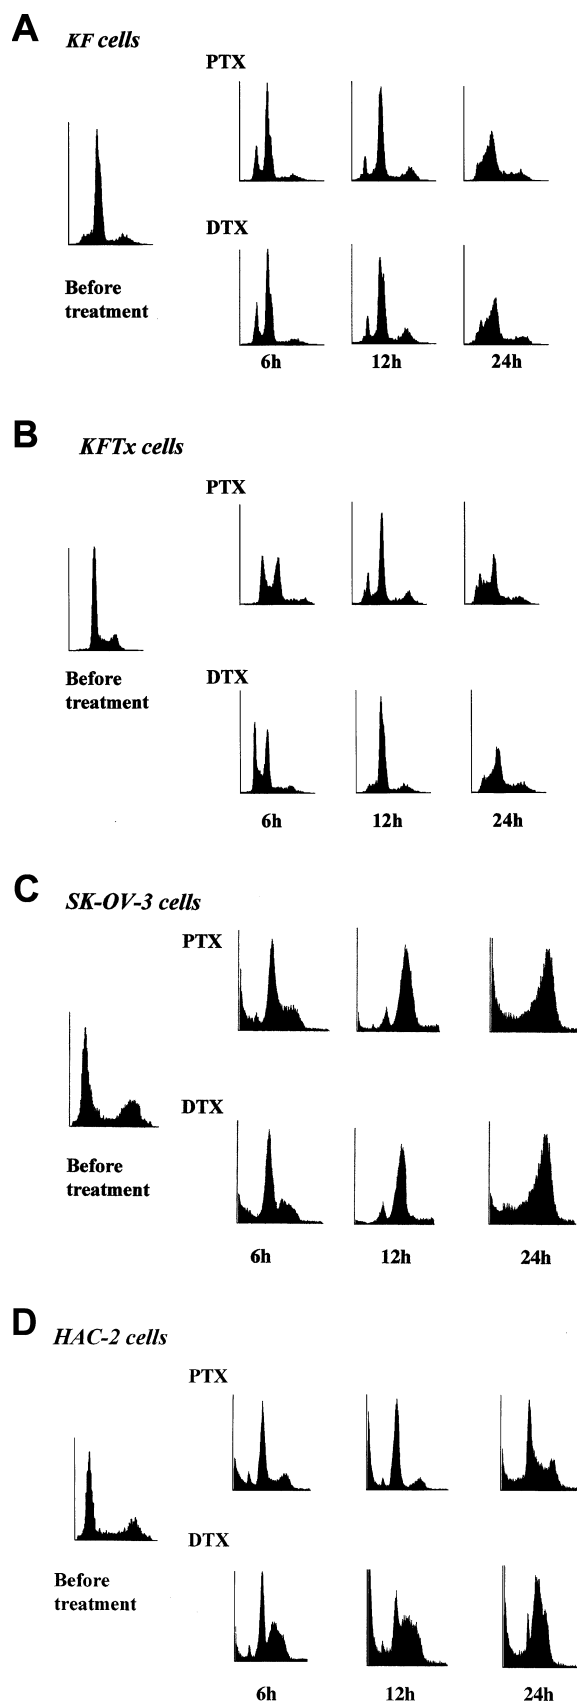 A
KF cells
PTX
DTX
Before
treatment
6h
12h
24h
B
KFTx cells
PTX
Before
treatment
DTX
6h
12h
24h
C
SK-OV-3 cells
PTX
DTX
Before
treatment
6h
12h
24h
D
HAC-2 cells
PTX
DTX
Before
treatment
6h
12h
24h